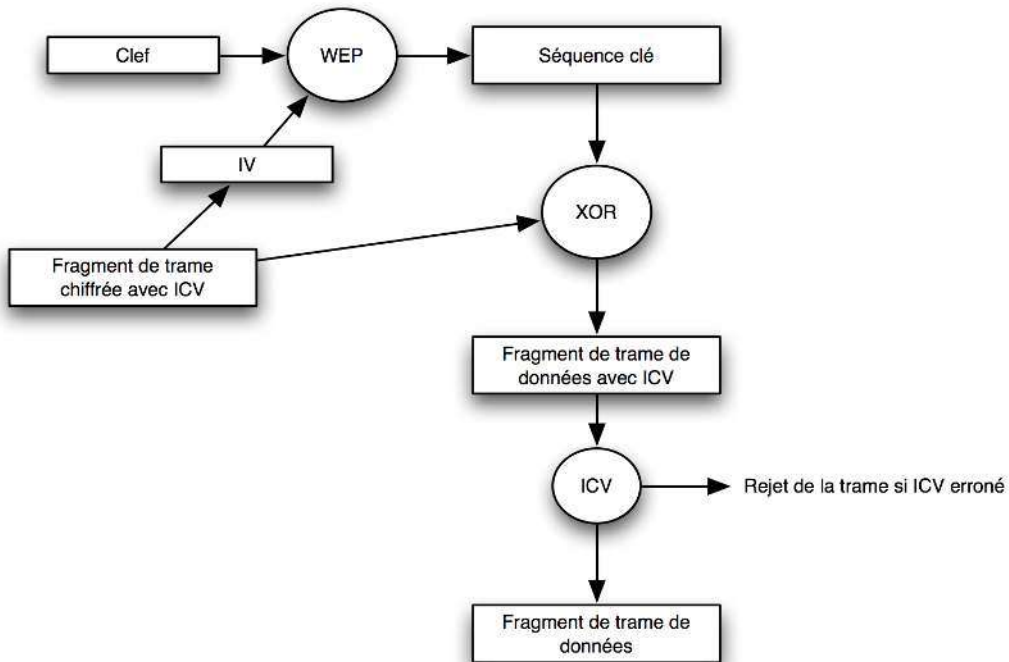 Clef
WEP
Séquence clé
IV
XOR
Fragment de trame
chiffrée avec ICV
Fragment de trame de
données avec ICV
ICV
Rejet de la trame si ICV erroné
Fragment de trame de
données